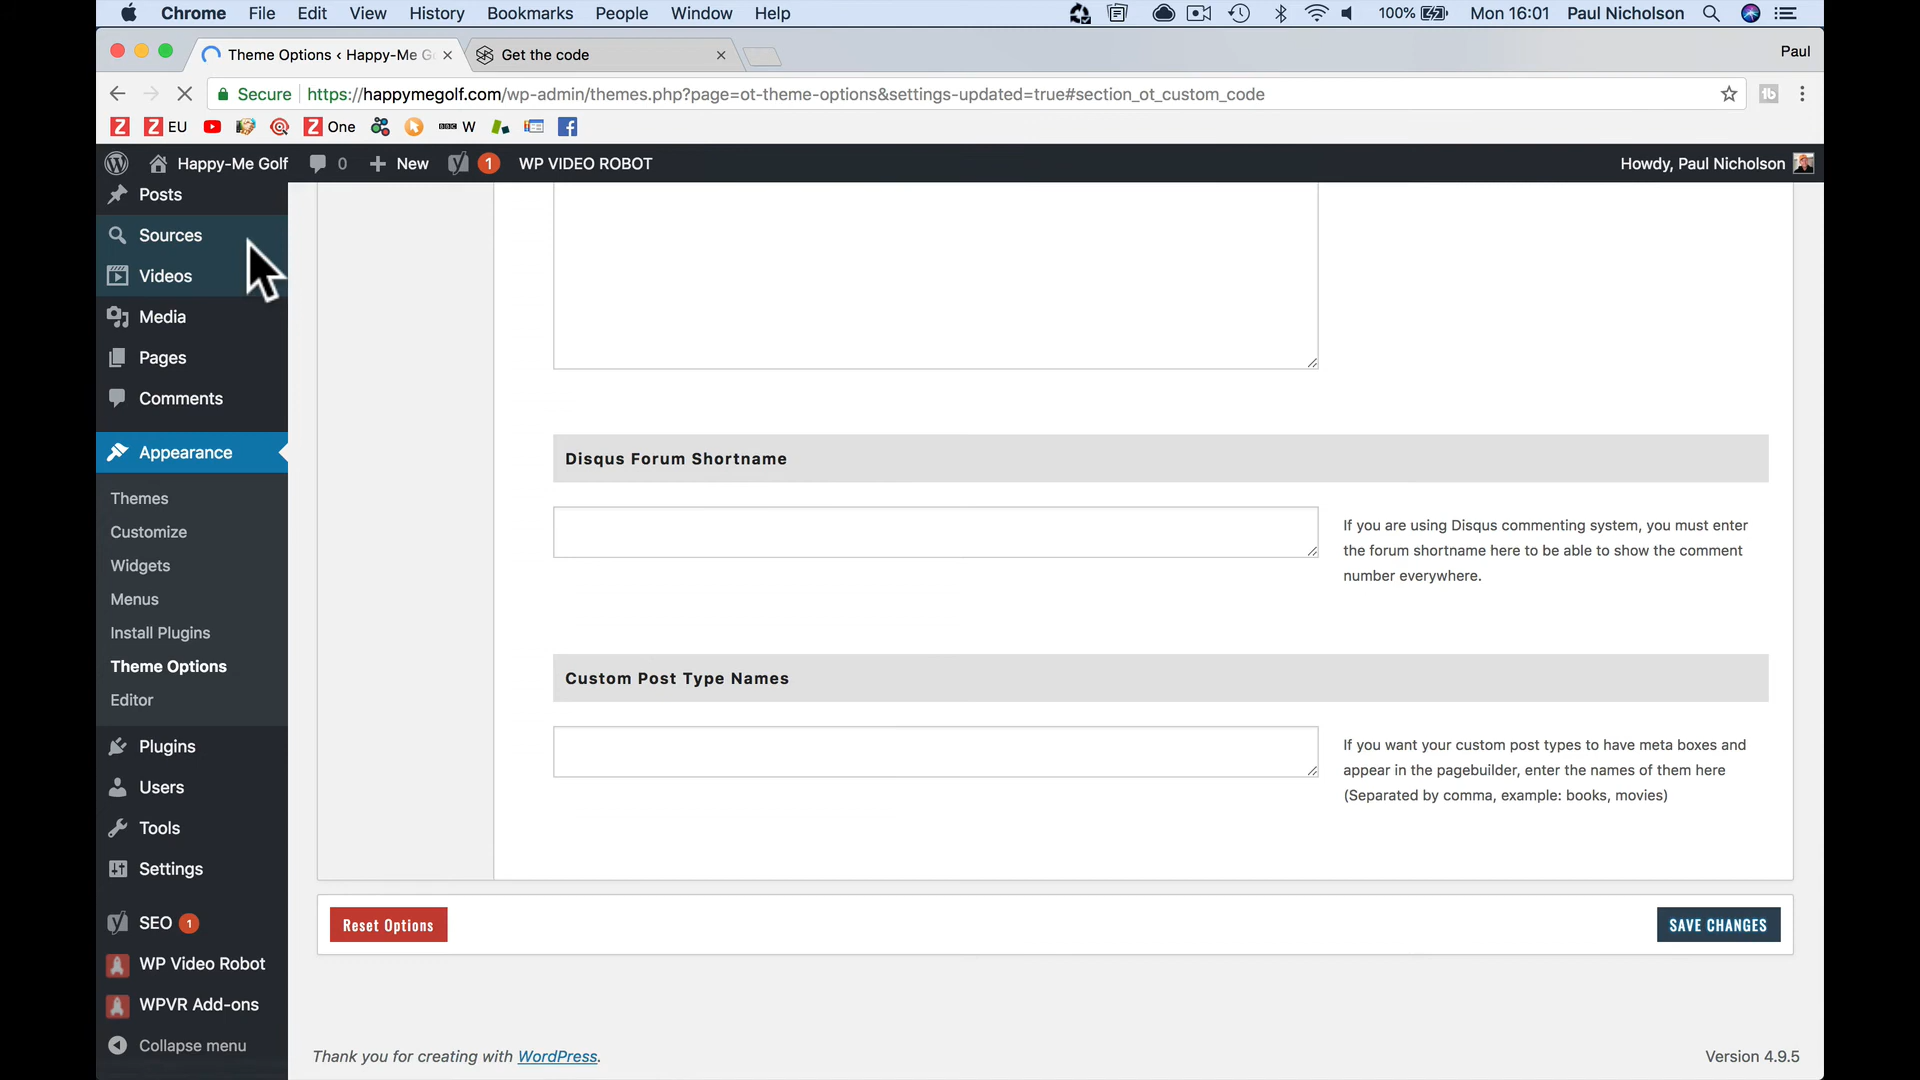 Chrome File Edit View History Bookmarks People Window Help 100% Mon 16:01 Paul Nicholson
Theme Options ‹ Happy-Me G Get the code Paul
Secure https://happymegolf.com/wp-admin/themes.php?page=ot-theme-options&settings-updated=true#section_ot_custom_code
Z Z EU Z One BBC W
Happy-Me Golf 0 + New 1 WP VIDEO ROBOT Howdy, Paul Nicholson
Posts
Sources
Videos
Media
Pages
Comments
Appearance
Themes
Customize
Widgets
Menus
Install Plugins
Theme Options
Editor
Plugins
Users
Tools
Settings
SEO 1
WP Video Robot
WPVR Add-ons
Collapse menu
Disqus Forum Shortname
If you are using Disqus commenting system, you must enter
the forum shortname here to be able to show the comment
number everywhere.
Custom Post Type Names
If you want your custom post types to have meta boxes and
appear in the pagebuilder, enter the names of them here
(Separated by comma, example: books, movies)
Reset Options SAVE CHANGES
Thank you for creating with WordPress. Version 4.9.5